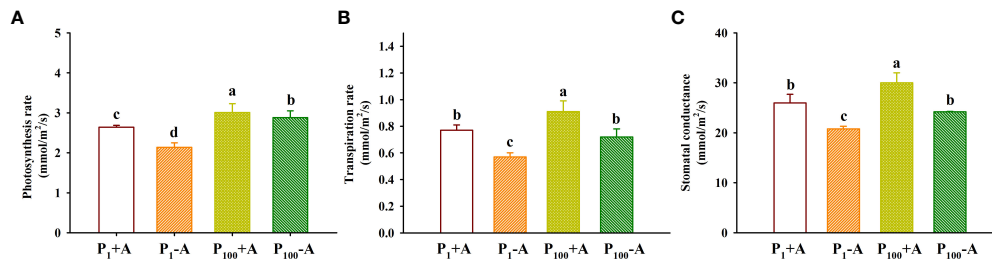 A
Photosynthesis rate
(mmol/m²/s)
5
4
3
2
1
0
c
d
a
b
P₁+A
P₁-A
P₁₀₀+A
P₁₀₀-A
B
Transpiration rate
(mmol/m²/s)
1.4
1.2
1.0
0.8
0.6
0.4
0.2
0.0
b
c
a
b
P₁+A
P₁-A
P₁₀₀+A
P₁₀₀-A
C
Stomatal conductance
(mmol/m²/s)
40
30
20
10
0
b
c
a
b
P₁+A
P₁-A
P₁₀₀+A
P₁₀₀-A